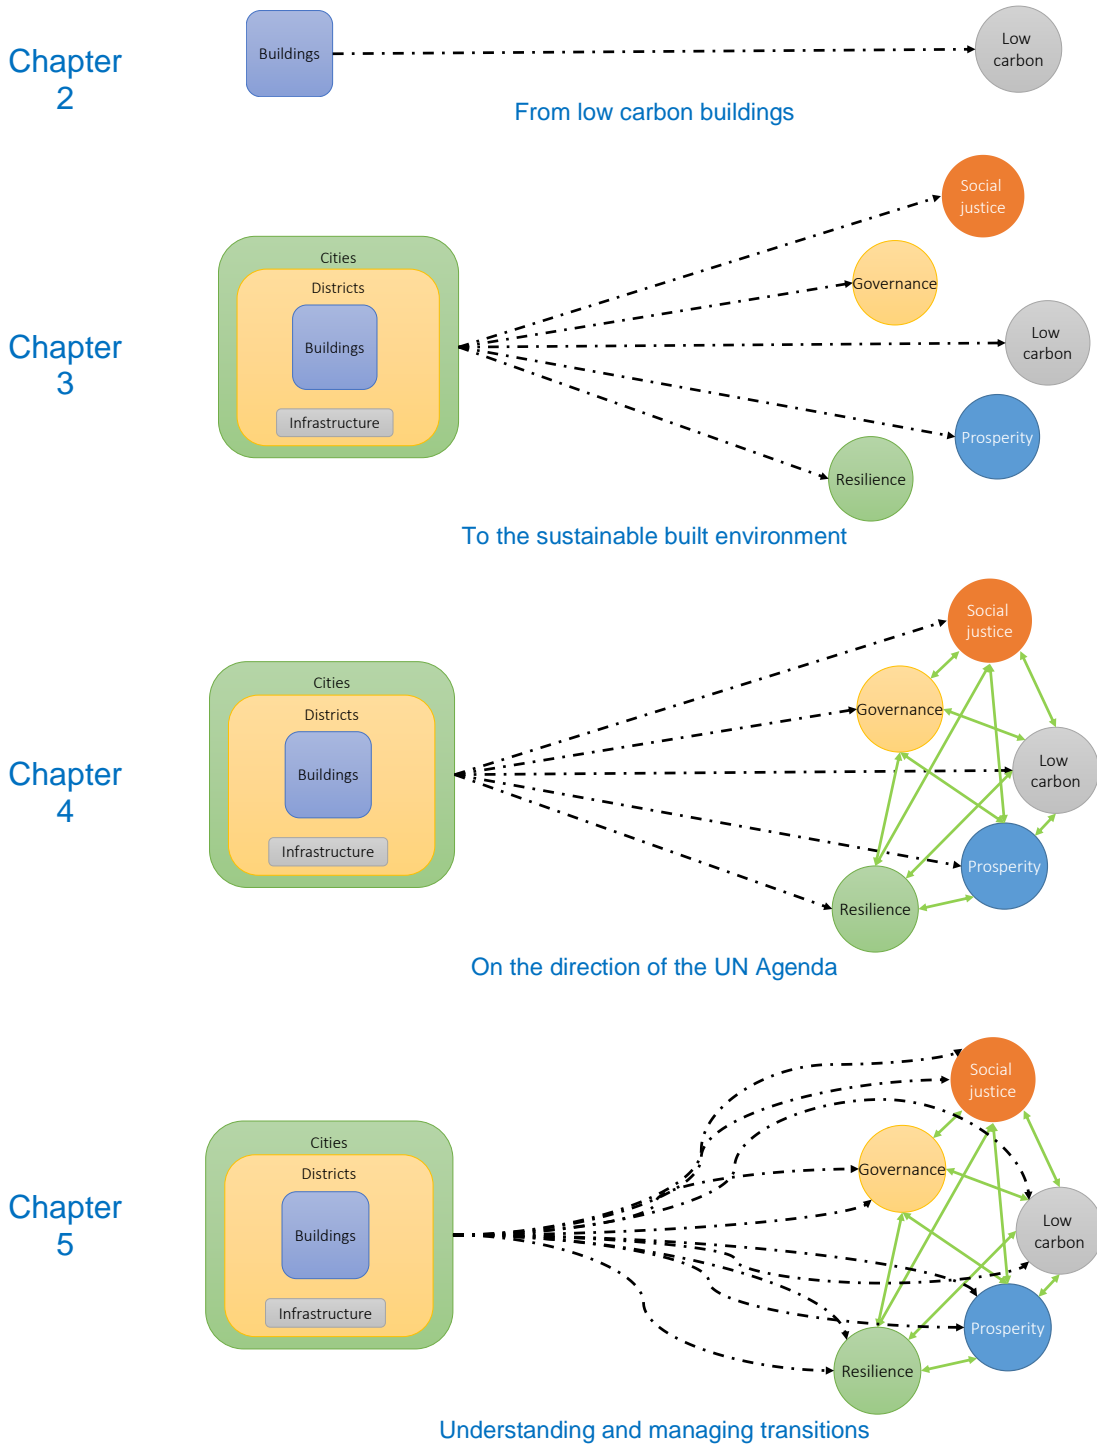 Chapter
2
Buildings
Low
carbon
From low carbon buildings
Chapter
3
Cities
Districts
Buildings
Infrastructure
Social
justice
Governance
Low
carbon
Prosperity
Resilience
To the sustainable built environment
Chapter
4
Cities
Districts
Buildings
Infrastructure
Social
justice
Governance
Low
carbon
Prosperity
Resilience
On the direction of the UN Agenda
Chapter
5
Cities
Districts
Buildings
Infrastructure
Social
justice
Governance
Low
carbon
Prosperity
Resilience
Understanding and managing transitions